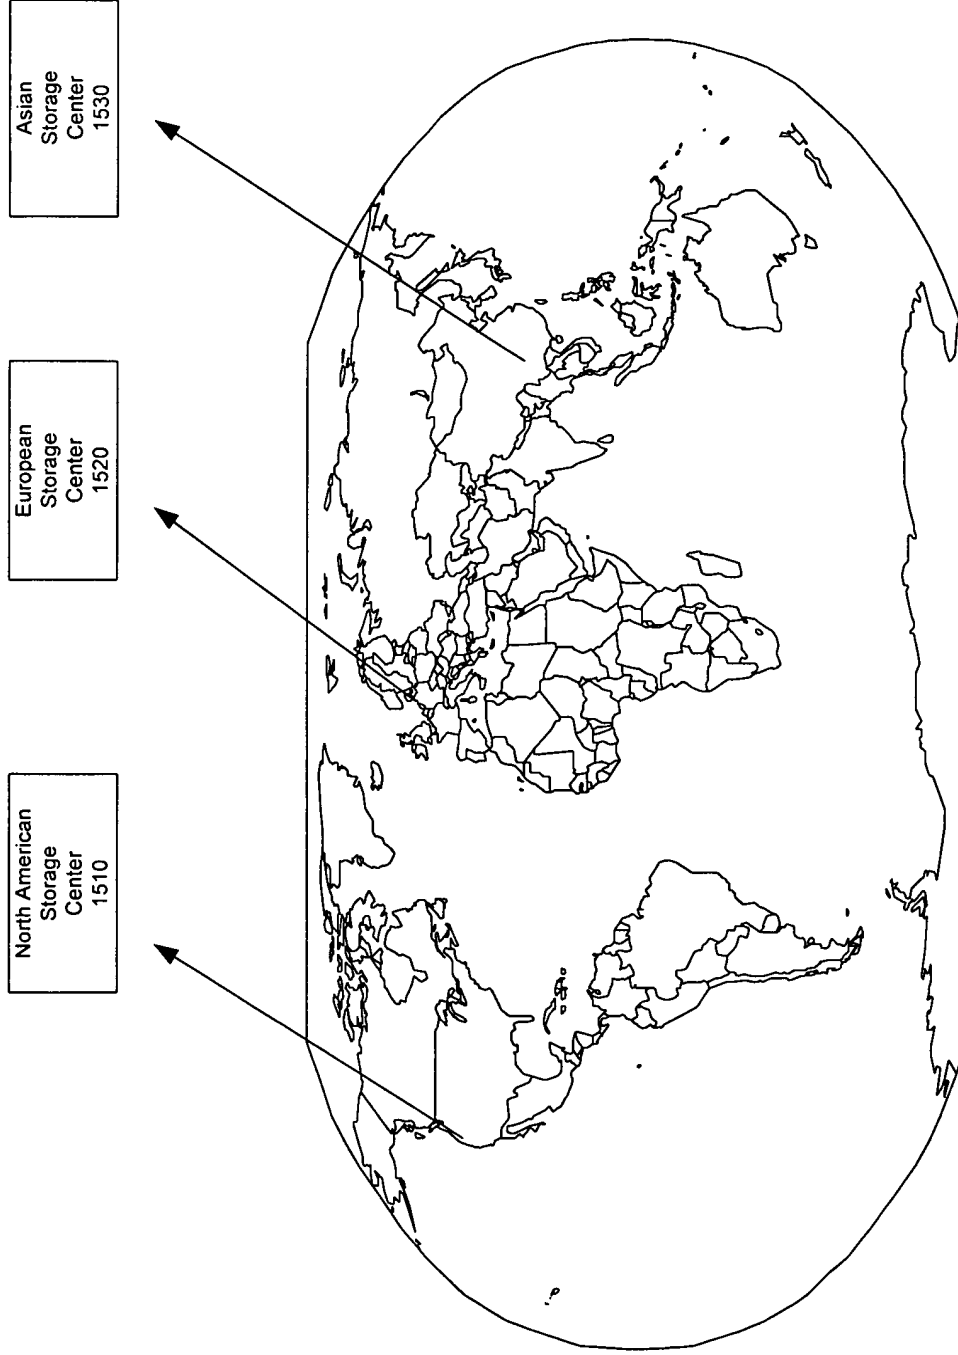 North American
Storage
Center
1510
European
Storage
Center
1520
Asian
Storage
Center
1530